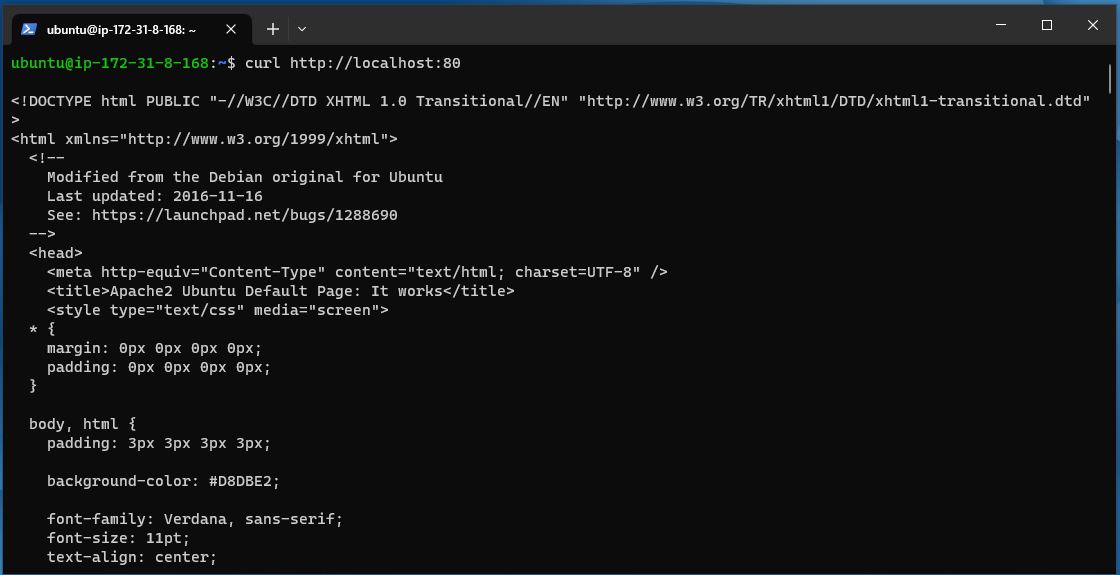 ubuntu@ip-172-31-8-168: ~
ubuntu@ip-172-31-8-168:~$ curl http://localhost:80
<!DOCTYPE html PUBLIC "-//W3C//DTD XHTML 1.0 Transitional//EN" "http://www.w3.org/TR/xhtml1/DTD/xhtml1-transitional.dtd"
>
<html xmlns="http://www.w3.org/1999/xhtml">
  <!--
    Modified from the Debian original for Ubuntu
    Last updated: 2016-11-16
    See: https://launchpad.net/bugs/1288690
  -->
  <head>
    <meta http-equiv="Content-Type" content="text/html; charset=UTF-8" />
    <title>Apache2 Ubuntu Default Page: It works</title>
    <style type="text/css" media="screen">
  * {
    margin: 0px 0px 0px 0px;
    padding: 0px 0px 0px 0px;
  }
  body, html {
    padding: 3px 3px 3px 3px;
    background-color: #D8DBE2;
    font-family: Verdana, sans-serif;
    font-size: 11pt;
    text-align: center;